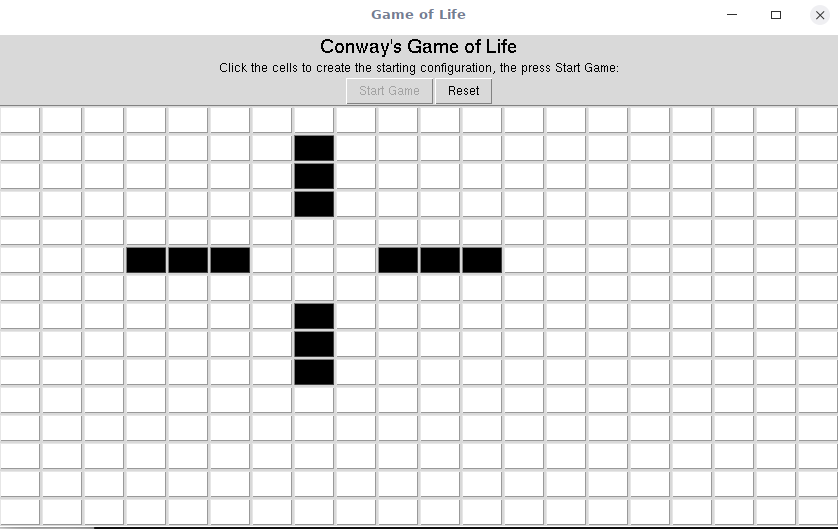 Game of Life
Conway's Game of Life
Click the cells to create the starting configuration, the press Start Game:
Start Game Reset